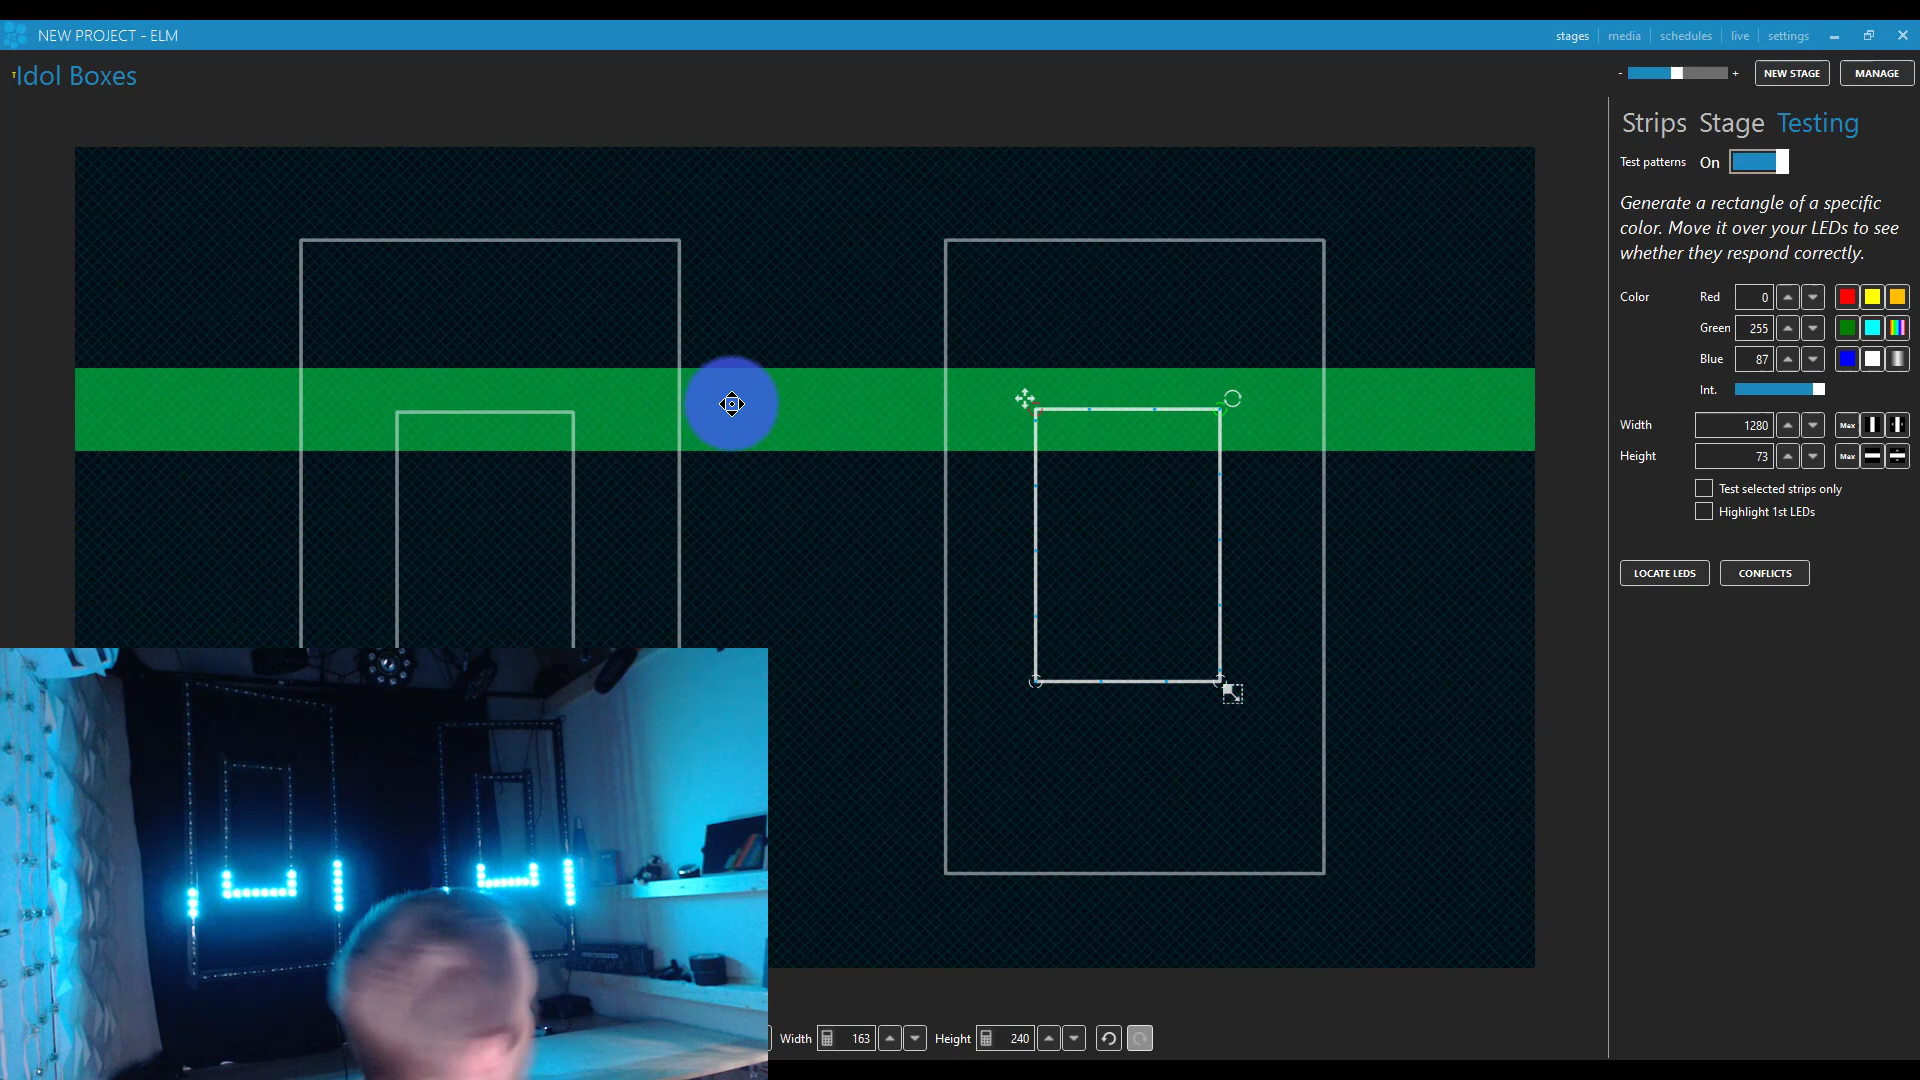 NEW PROJECT - ELM
stages media schedules live settings
Idol Boxes
- + NEW STAGE MANAGE
Strips Stage Testing
Test patterns On
Generate a rectangle of a specific
color. Move it over your LEDs to see
whether they respond correctly.
Color Red 0
Green 255
Blue 87
Int.
Width 1280 Max
Height 73 Max
Test selected strips only
Highlight 1st LEDs
LOCATE LEDS CONFLICTS
Width 163 Height 240